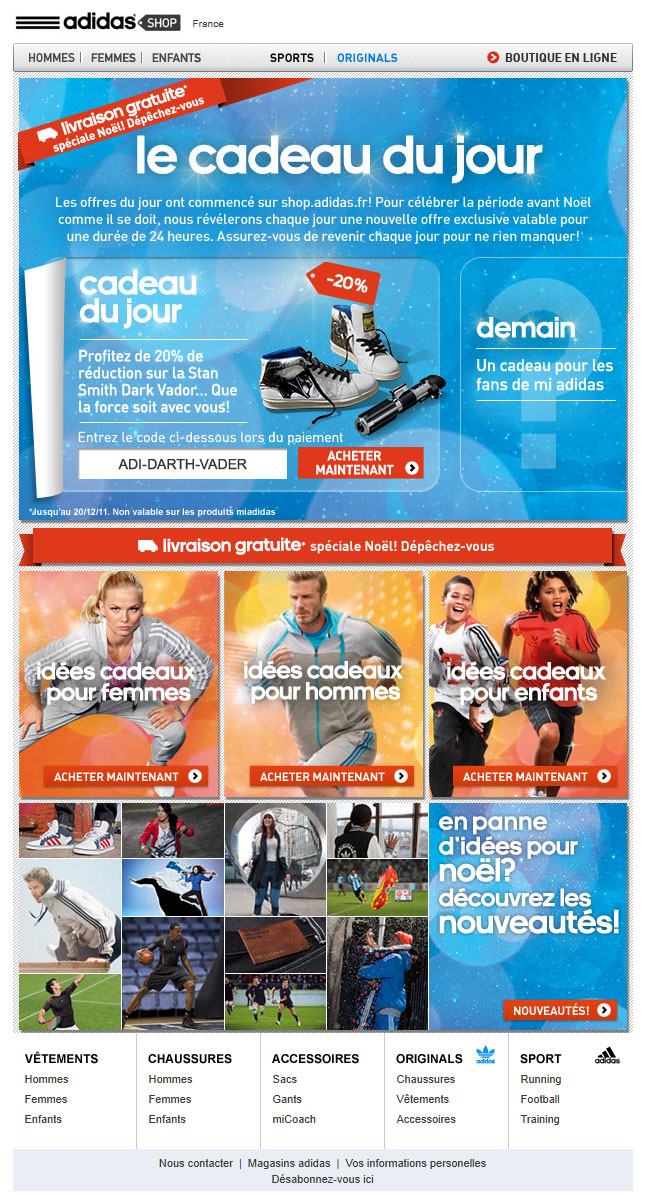 adidas SHOP France
HOMMES | FEMMES | ENFANTS SPORTS | ORIGINALS BOUTIQUE EN LIGNE
livraison gratuite*
spéciale Noël! Dépêchez-vous
le cadeau du jour
Les offres du jour ont commencé sur shop.adidas.fr! Pour célébrer la période avant Noël
comme il se doit, nous révélerons chaque jour une nouvelle offre exclusive valable pour
une durée de 24 heures. Assurez-vous de revenir chaque jour pour ne rien manquer!
cadeau
du jour
-20%
Profitez de 20% de
réduction sur la Stan
Smith Dark Vador... Que
la force soit avec vous!
Entrez le code ci-dessous lors du paiement
ADI-DARTH-VADER
ACHETER
MAINTENANT
?
demain
Un cadeau pour les
fans de mi adidas
*Jusqu'au 20/12/11. Non valable sur les produits miadidas
livraison gratuite* spéciale Noël! Dépêchez-vous
idées cadeaux
pour femmes
ACHETER MAINTENANT
idées cadeaux
pour hommes
ACHETER MAINTENANT
idées cadeaux
pour enfants
ACHETER MAINTENANT
en panne
d'idées pour
noël?
découvrez les
nouveautés!
NOUVEAUTÉS!
VÊTEMENTS
Hommes
Femmes
Enfants
CHAUSSURES
Hommes
Femmes
Enfants
ACCESSOIRES
Sacs
Gants
miCoach
ORIGINALS adidas
Chaussures
Vêtements
Accessoires
SPORT adidas
Running
Football
Training
Nous contacter | Magasins adidas | Vos informations personelles
Désabonnez-vous ici